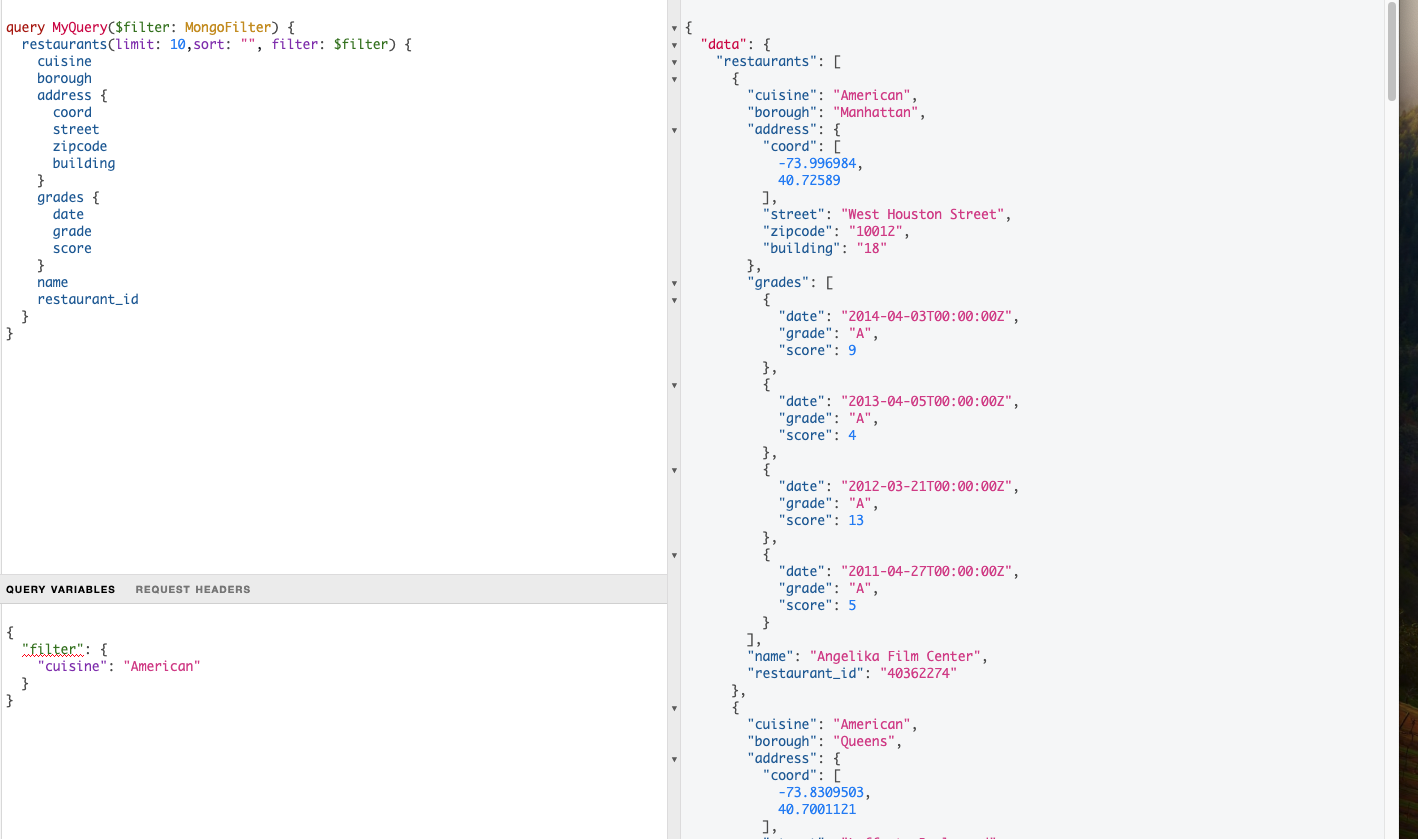 query MyQuery($filter: MongoFilter) {
restaurants(limit: 10,sort: "", filter: $filter) {
cuisine
borough
address {
coord
street
zipcode
building
}
grades {
date
grade
score
}
name
restaurant_id
}
}
QUERY VARIABLES REQUEST HEADERS
{
"filter": {
"cuisine": "American"
}
}
{
"data": {
"restaurants": [
{
"cuisine": "American",
"borough": "Manhattan",
"address": {
"coord": [
-73.996984,
40.72589
],
"street": "West Houston Street",
"zipcode": "10012",
"building": "18"
},
"grades": [
{
"date": "2014-04-03T00:00:00Z",
"grade": "A",
"score": 9
},
{
"date": "2013-04-05T00:00:00Z",
"grade": "A",
"score": 4
},
{
"date": "2012-03-21T00:00:00Z",
"grade": "A",
"score": 13
},
{
"date": "2011-04-27T00:00:00Z",
"grade": "A",
"score": 5
}
],
"name": "Angelika Film Center",
"restaurant_id": "40362274"
},
{
"cuisine": "American",
"borough": "Queens",
"address": {
"coord": [
-73.8309503,
40.7001121
],